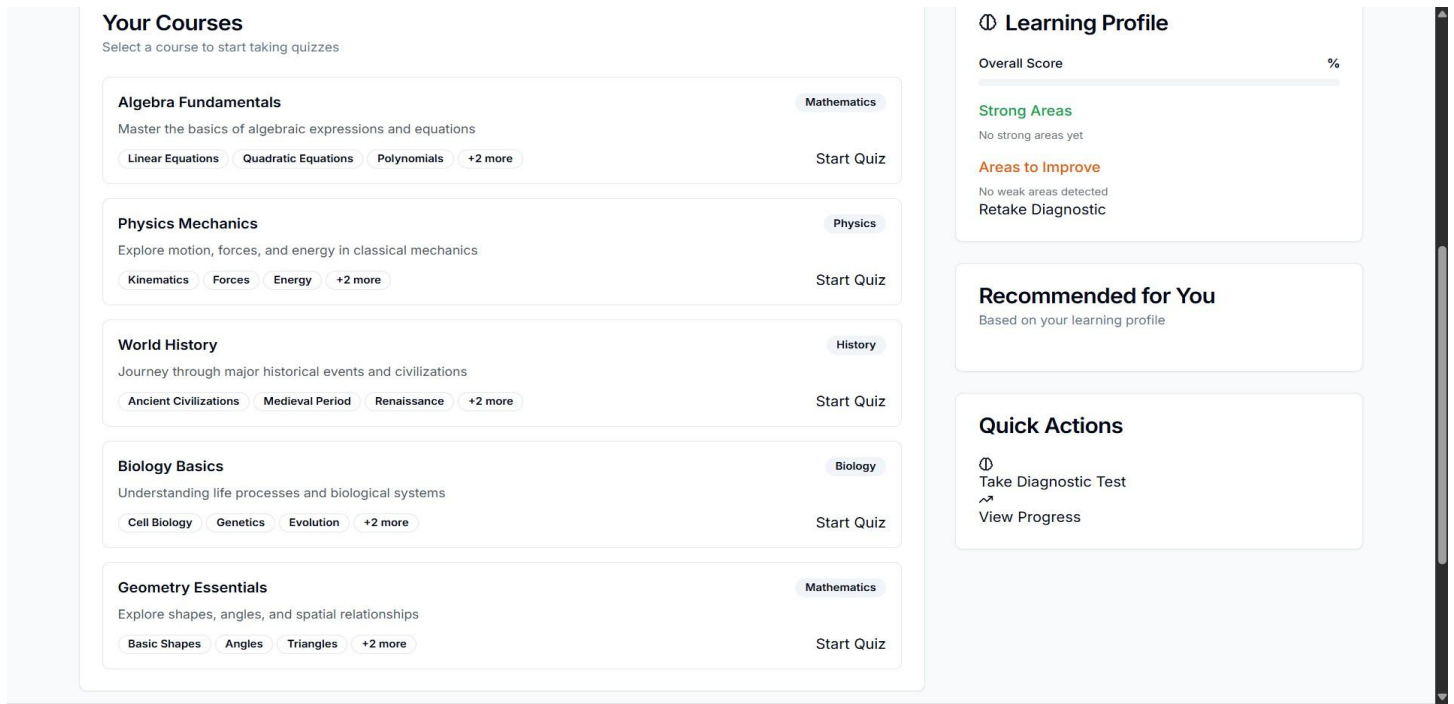 Your Courses
Select a course to start taking quizzes
Algebra Fundamentals
Mathematics
Master the basics of algebraic expressions and equations
Linear Equations Quadratic Equations Polynomials +2 more
Start Quiz
Physics Mechanics
Physics
Explore motion, forces, and energy in classical mechanics
Kinematics Forces Energy +2 more
Start Quiz
World History
History
Journey through major historical events and civilizations
Ancient Civilizations Medieval Period Renaissance +2 more
Start Quiz
Biology Basics
Biology
Understanding life processes and biological systems
Cell Biology Genetics Evolution +2 more
Start Quiz
Geometry Essentials
Mathematics
Explore shapes, angles, and spatial relationships
Basic Shapes Angles Triangles +2 more
Start Quiz
Learning Profile
Overall Score %
Strong Areas
No strong areas yet
Areas to Improve
No weak areas detected
Retake Diagnostic
Recommended for You
Based on your learning profile
Quick Actions
Take Diagnostic Test
View Progress